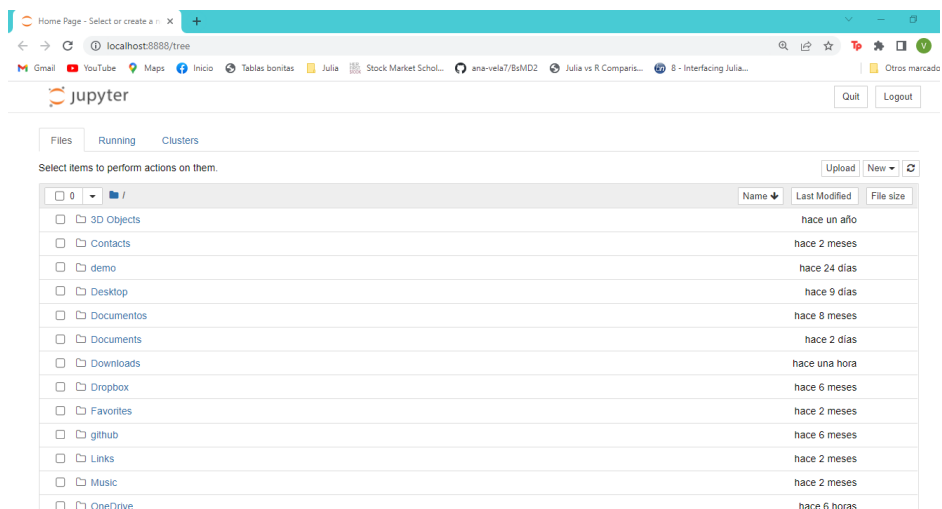 Home Page - Select or create a n
localhost:8888/tree
Tp
V
Gmail YouTube Maps Inicio Tablas bonitas Julia Stock Market Schol... ana-vela7/BsMD2 Julia vs R Comparis... 8 - Interfacing Julia... Otros marcado
jupyter Quit Logout
Files Running Clusters
Select items to perform actions on them. Upload New
0 / Name Last Modified File size
3D Objects hace un año
Contacts hace 2 meses
demo hace 24 días
Desktop hace 9 días
Documentos hace 8 meses
Documents hace 2 días
Downloads hace una hora
Dropbox hace 6 meses
Favorites hace 2 meses
github hace 6 meses
Links hace 2 meses
Music hace 2 meses
OneDrive hace 6 horas